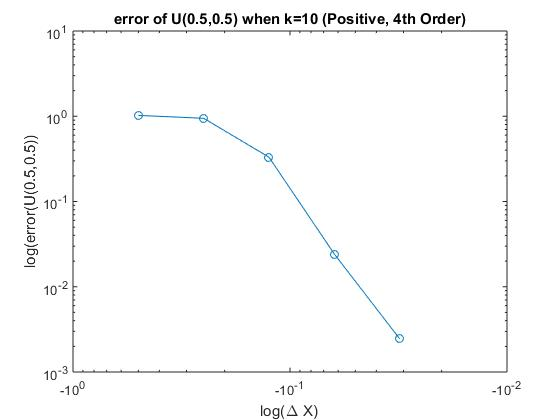 error of U(0.5,0.5) when k=10 (Positive, 4th Order)
10^1
10^0
10^-1
10^-2
10^-3
log(error(U(0.5,0.5))
-10^0
-10^-1
-10^-2
log(Δ X)